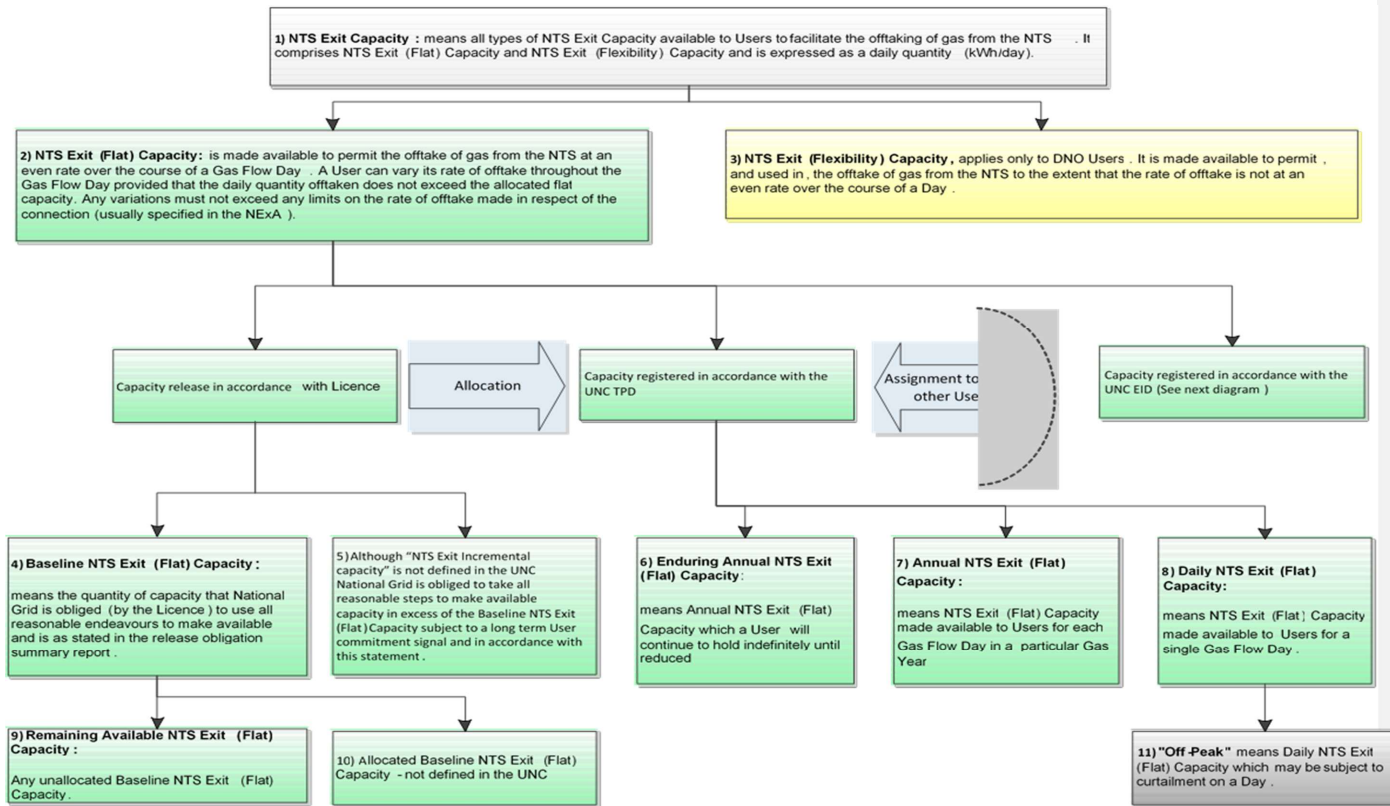 1) NTS Exit Capacity : means all types of NTS Exit Capacity available to Users to facilitate the offtaking of gas from the NTS . It
comprises NTS Exit (Flat) Capacity and NTS Exit (Flexibility) Capacity and is expressed as a daily quantity (kWh/day).
2) NTS Exit (Flat) Capacity: is made available to permit the offtake of gas from the NTS at an
even rate over the course of a Gas Flow Day . A User can vary its rate of offtake throughout the
Gas Flow Day provided that the daily quantity offtaken does not exceed the allocated flat
capacity. Any variations must not exceed any limits on the rate of offtake made in respect of the
connection (usually specified in the NExA ).
3) NTS Exit (Flexibility) Capacity, applies only to DNO Users . It is made available to permit ,
and used in , the offtake of gas from the NTS to the extent that the rate of offtake is not at an
even rate over the course of a Day .
Capacity release in accordance with Licence
Allocation
Capacity registered in accordance with the
UNC TPD
Assignment to
other Use
Capacity registered in accordance with the
UNC EID (See next diagram )
4) Baseline NTS Exit (Flat) Capacity :
means the quantity of capacity that National
Grid is obliged (by the Licence ) to use all
reasonable endeavours to make available
and is as stated in the release obligation
summary report .
5) Although "NTS Exit Incremental
capacity" is not defined in the UNC
National Grid is obliged to take all
reasonable steps to make available
capacity in excess of the Baseline NTS Exit
(Flat) Capacity subject to a long term User
commitment signal and in accordance with
this statement .
6) Enduring Annual NTS Exit
(Flat) Capacity:
means Annual NTS Exit (Flat)
Capacity which a User will
continue to hold indefinitely until
reduced
7) Annual NTS Exit (Flat)
Capacity :
means NTS Exit (Flat) Capacity
made available to Users for each
Gas Flow Day in a particular Gas
Year
8) Daily NTS Exit (Flat)
Capacity:
means NTS Exit (Flat) Capacity
made available to Users for a
single Gas Flow Day .
9) Remaining Available NTS Exit (Flat)
Capacity :
Any unallocated Baseline NTS Exit (Flat)
Capacity .
10) Allocated Baseline NTS Exit (Flat)
Capacity - not defined in the UNC
11) "Off-Peak" means Daily NTS Exit
(Flat) Capacity which may be subject to
curtailment on a Day .